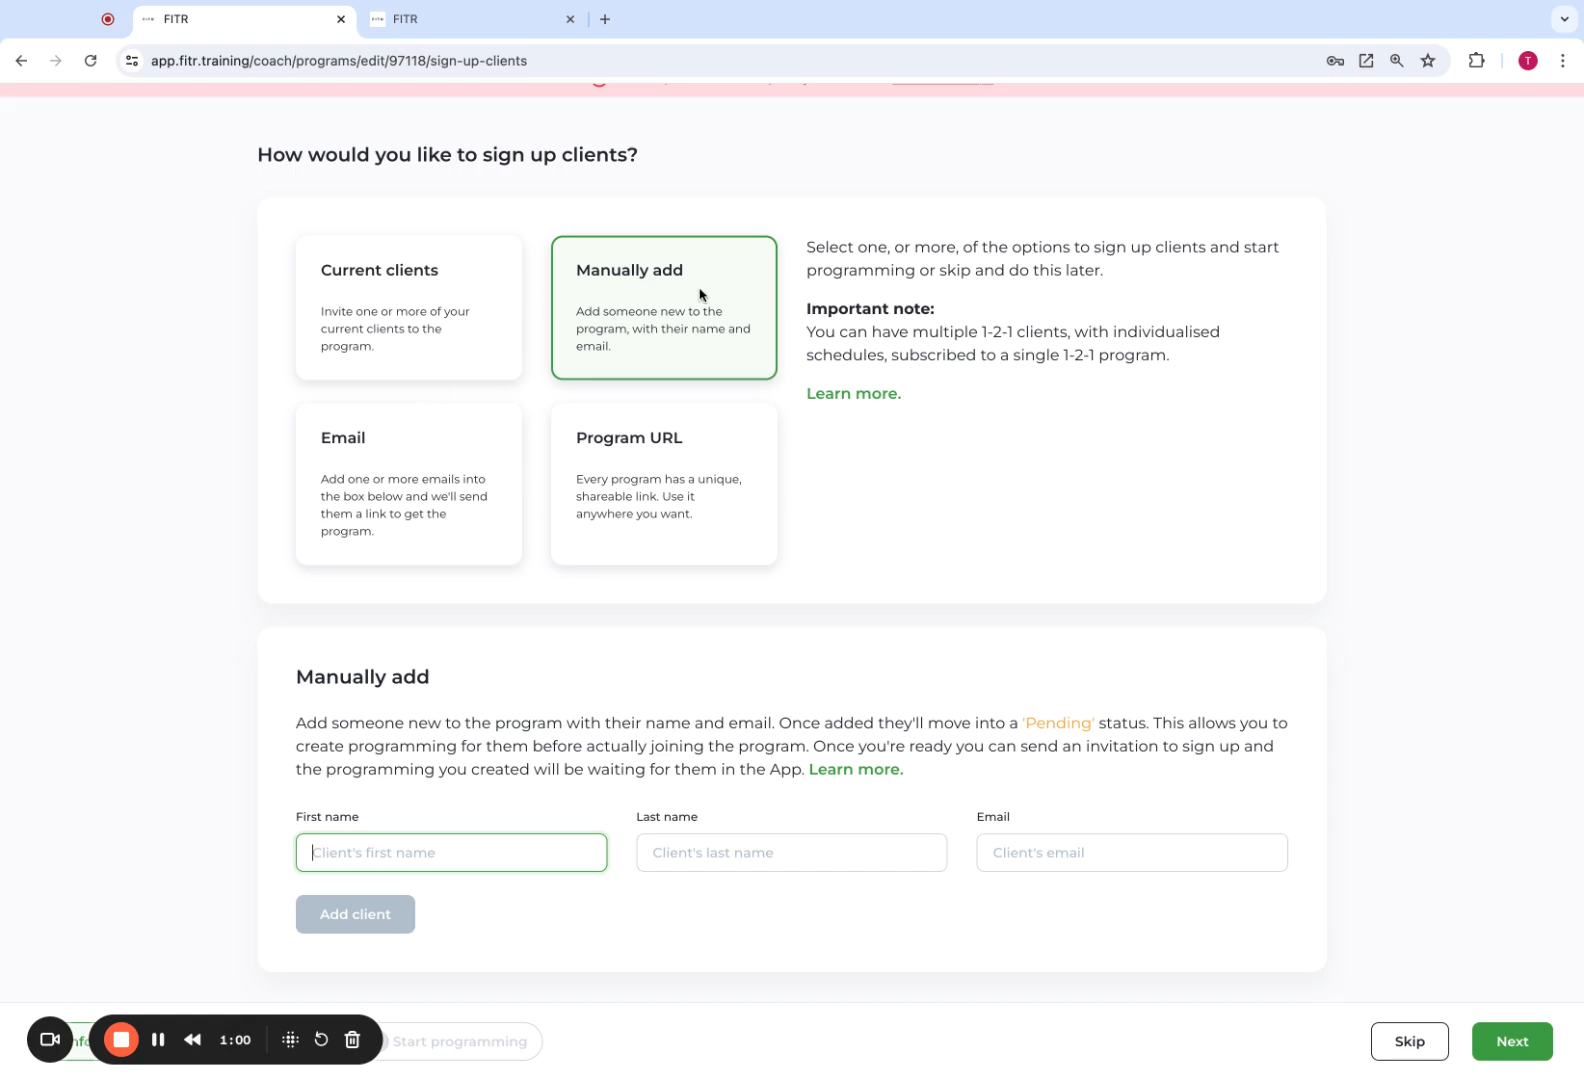 FITR
FITR
app.fitr.training/coach/programs/edit/97118/sign-up-clients
T
How would you like to sign up clients?
Current clients
Invite one or more of your
current clients to the
program.
Manually add
Add someone new to the
program, with their name and
email.
Select one, or more, of the options to sign up clients and start
programming or skip and do this later.
Important note:
You can have multiple 1-2-1 clients, with individualised
schedules, subscribed to a single 1-2-1 program.
Learn more.
Email
Add one or more emails into
the box below and we'll send
them a link to get the
program.
Program URL
Every program has a unique,
shareable link. Use it
anywhere you want.
Manually add
Add someone new to the program with their name and email. Once added they'll move into a 'Pending' status. This allows you to
create programming for them before actually joining the program. Once you're ready you can send an invitation to sign up and
the programming you created will be waiting for them in the App. Learn more.
First name
Last name
Email
Client's first name
Client's last name
Client's email
Add client
1:00
Start programming
Skip
Next